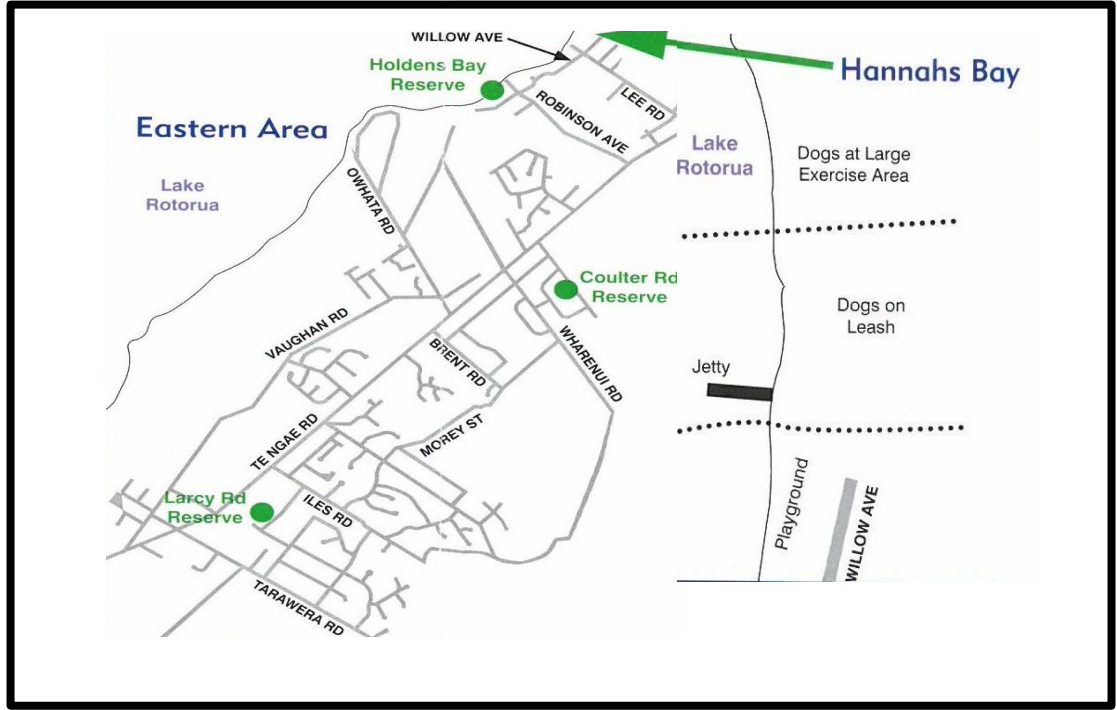 WILLOW AVE
Holdens Bay
Reserve
Hannahs Bay
LEE RD
ROBINSON AVE
Eastern Area
Lake
Rotorua
OWHATA RD
Coulter Rd
Reserve
VAUGHAN RD
BRENT RD
WHARENUI RD
MOREY ST
TE NGAE RD
Larcy Rd
Reserve
ILES RD
TARAWERA RD
Lake
Rotorua
Dogs at Large
Exercise Area
Dogs on
Leash
Jetty
Playground
WILLOW AVE